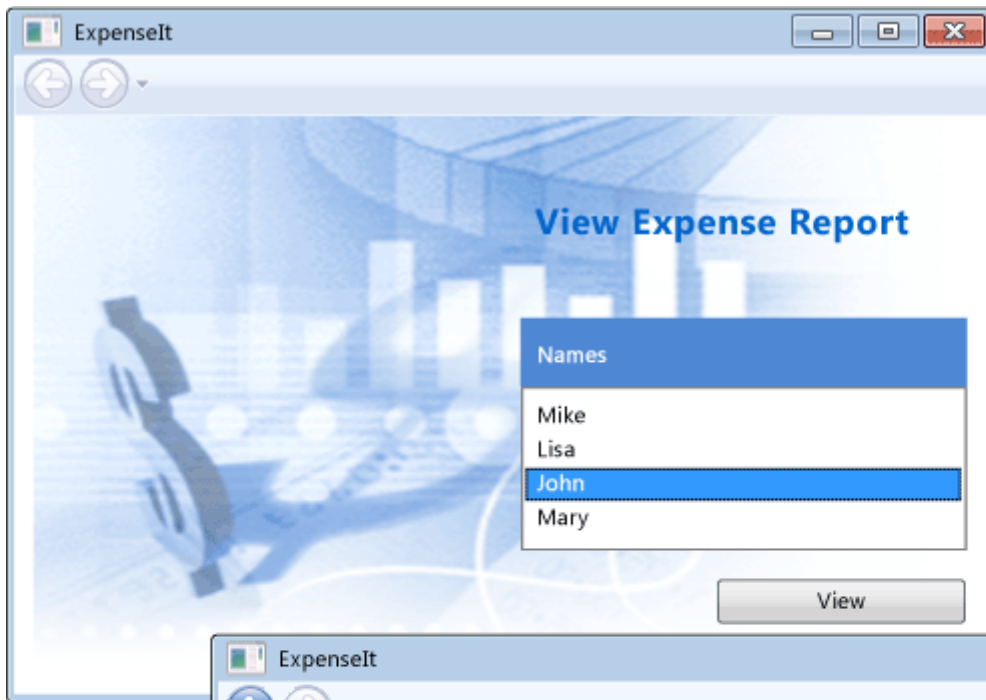 ExpenseIt
View Expense Report
Names
Mike
Lisa
John
Mary
View
ExpenseIt